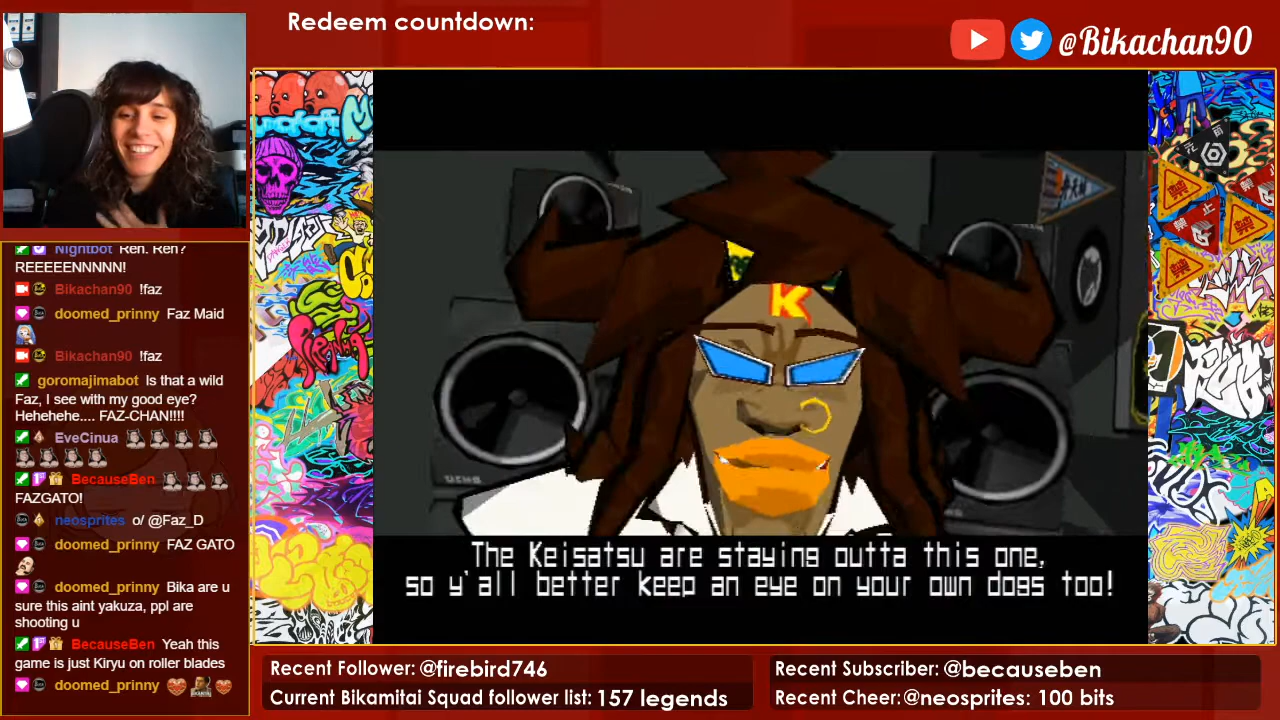 Redeem countdown:
@Bikachan90
Nightbot Ren. Ren?
REEEEENNNNN!
Bikachan90 !faz
doomed_prinny Faz Maid
Bikachan90 !faz
goromajimabot Is that a wild
Faz, I see with my good eye?
Hehehehe.... FAZ-CHAN!!!!
EveCinua
BecauseBen
FAZGATO!
neosprites o/ @Faz_D
doomed_prinny FAZ GATO
doomed_prinny Bika are u
sure this aint yakuza, ppl are
shooting u
BecauseBen Yeah this
game is just Kiryu on roller blades
doomed_prinny
K
The Keisatsu are staying outta this one,
so y'all better keep an eye on your own dogs too!
Recent Follower: @firebird746
Current Bikamitai Squad follower list: 157 legends
Recent Subscriber: @becauseben
Recent Cheer:@neosprites: 100 bits